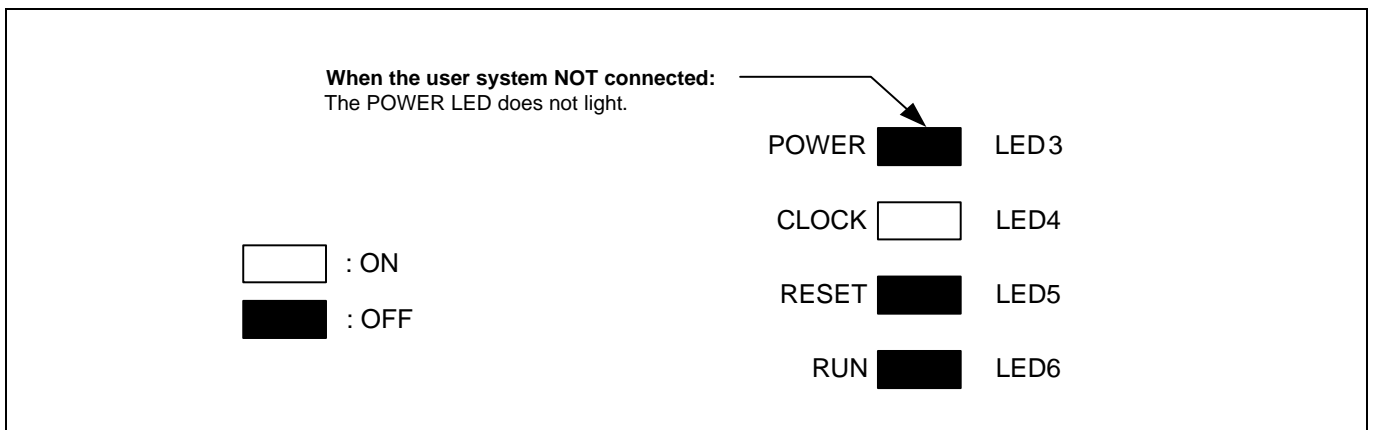 When the user system NOT connected:
The POWER LED does not light.
POWER LED3
CLOCK LED4
: ON
RESET LED5
: OFF
RUN LED6